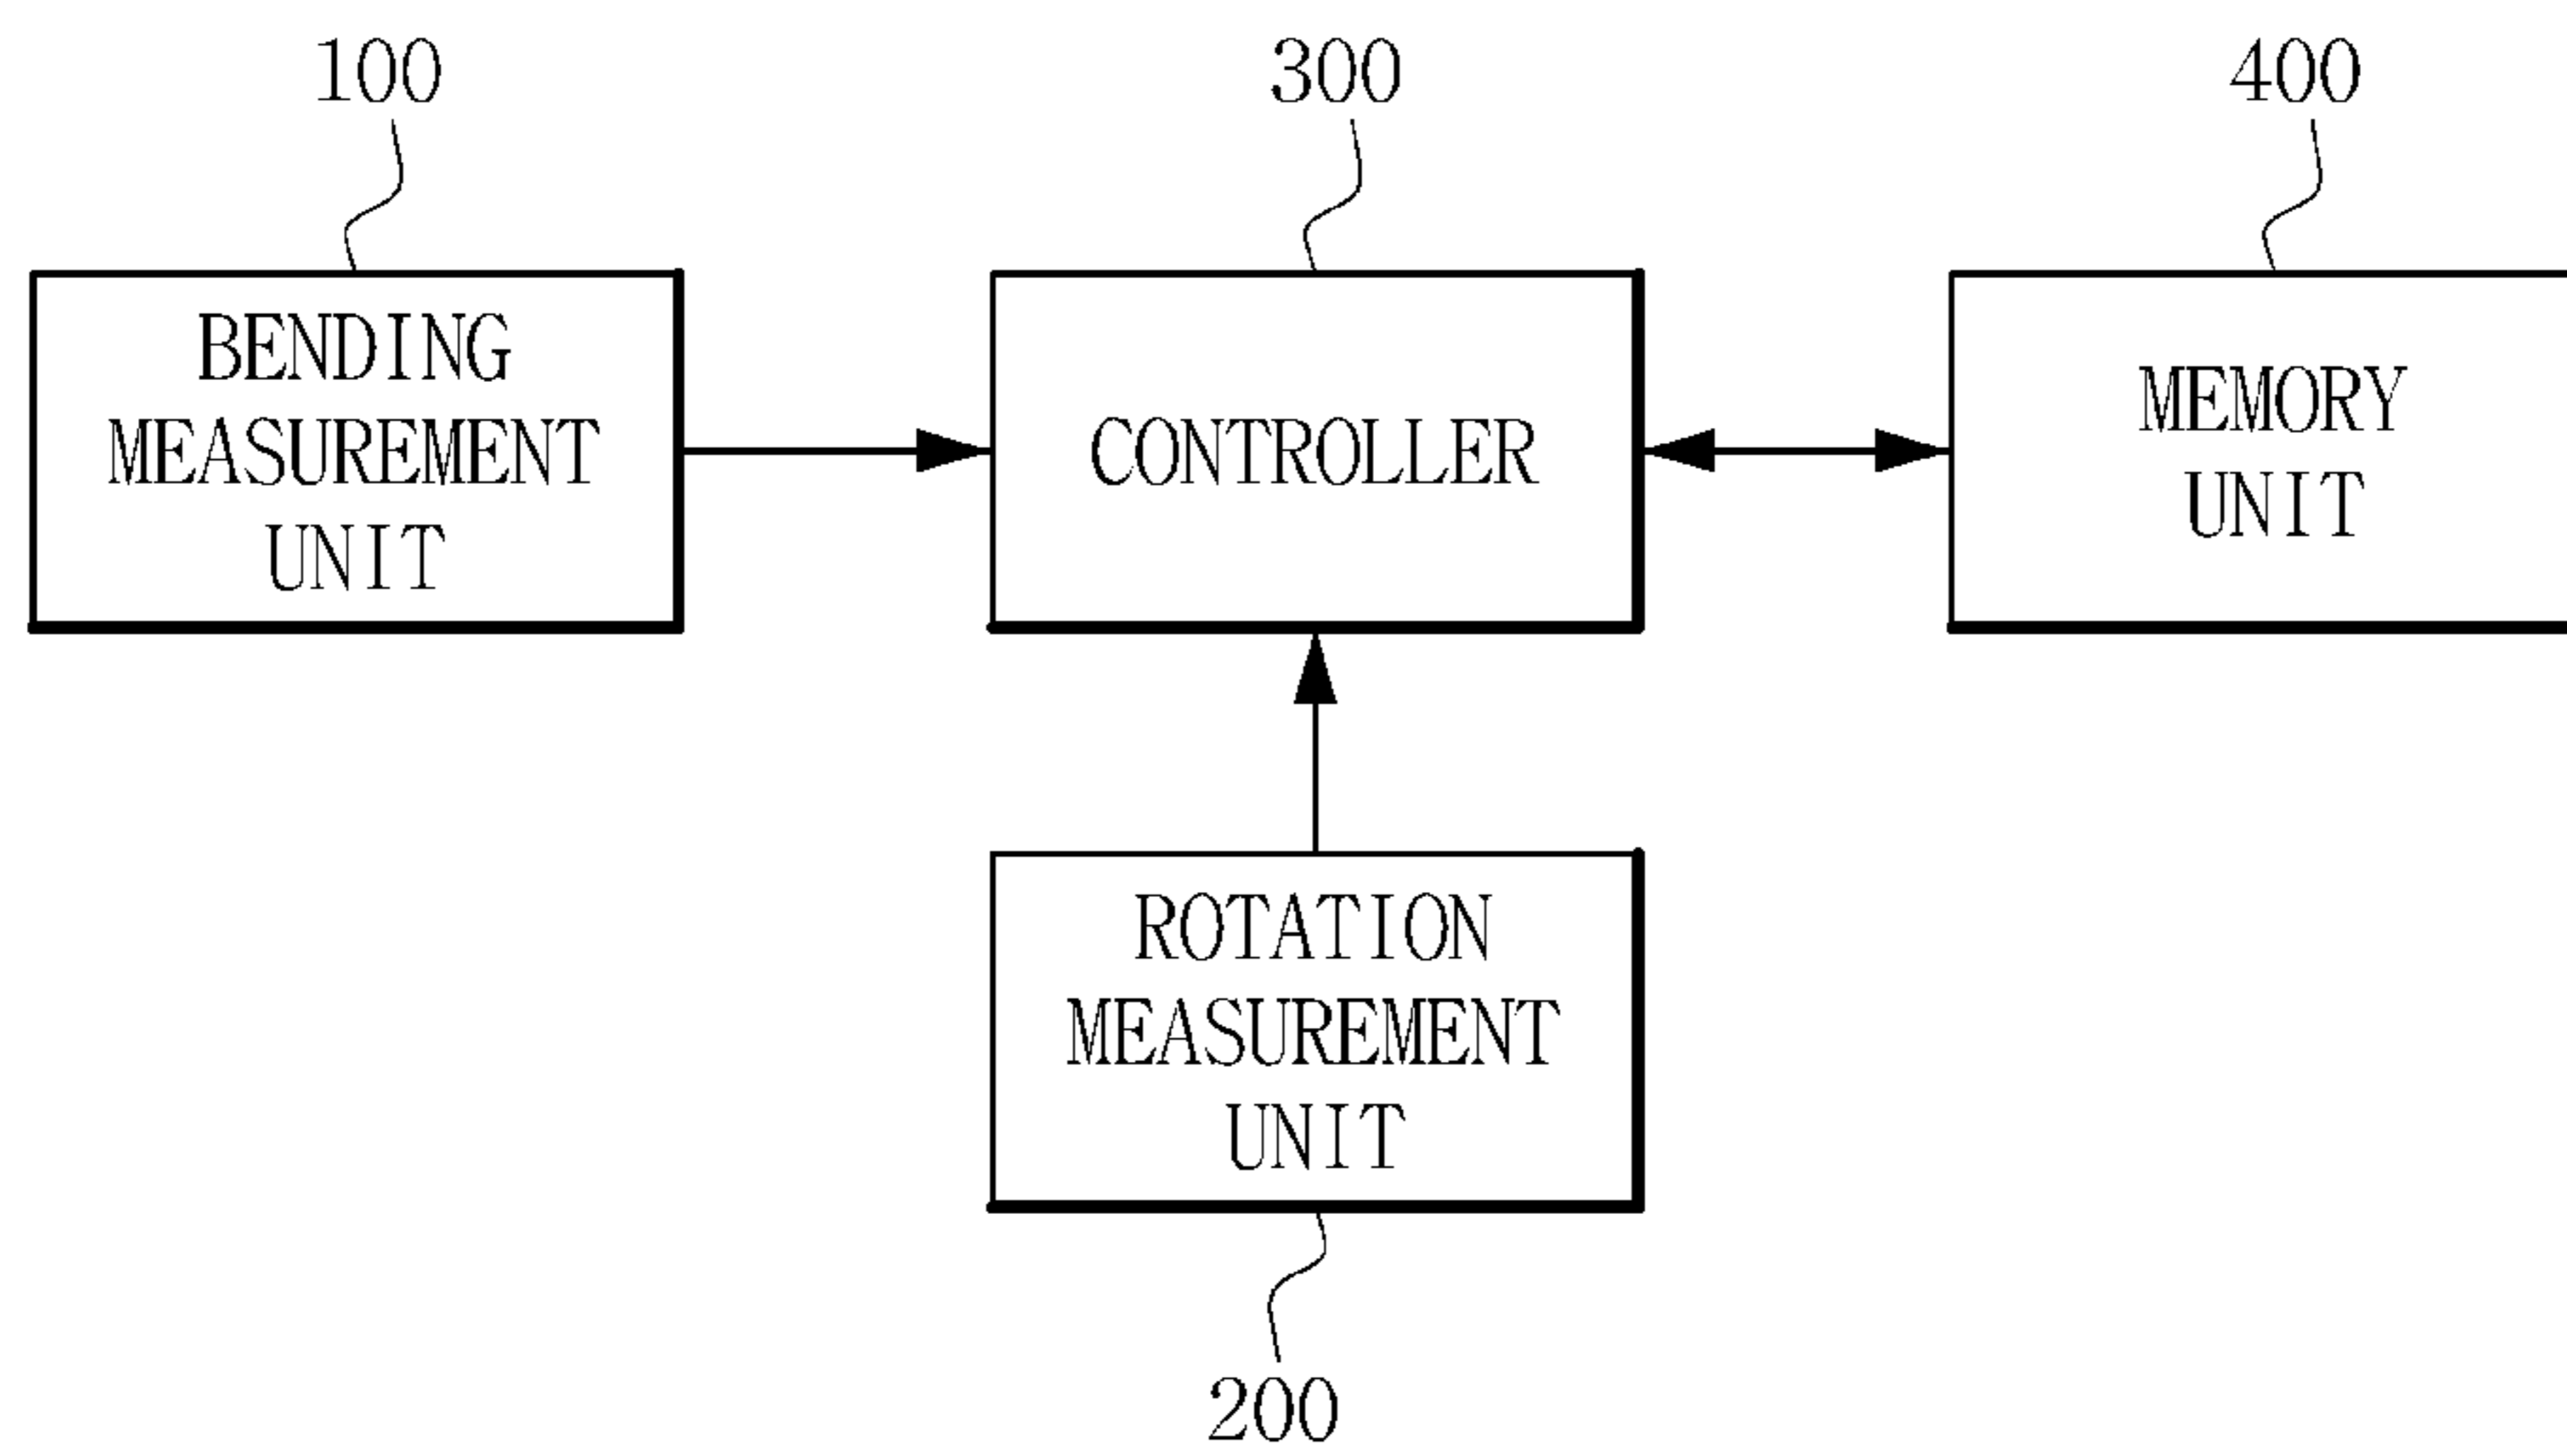 100
300
400
BENDING
MEASUREMENT
UNIT
CONTROLLER
MEMORY
UNIT
ROTATION
MEASUREMENT
UNIT
200